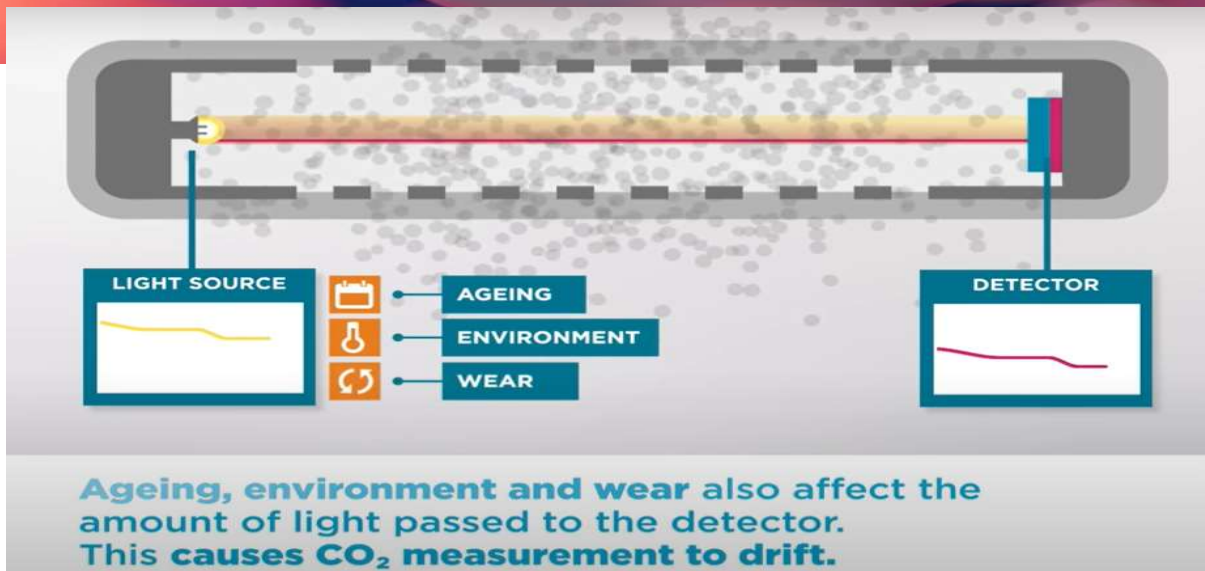 LIGHT SOURCE
AGEING
ENVIRONMENT
WEAR
DETECTOR
Ageing, environment and wear also affect the
amount of light passed to the detector.
This causes CO₂ measurement to drift.